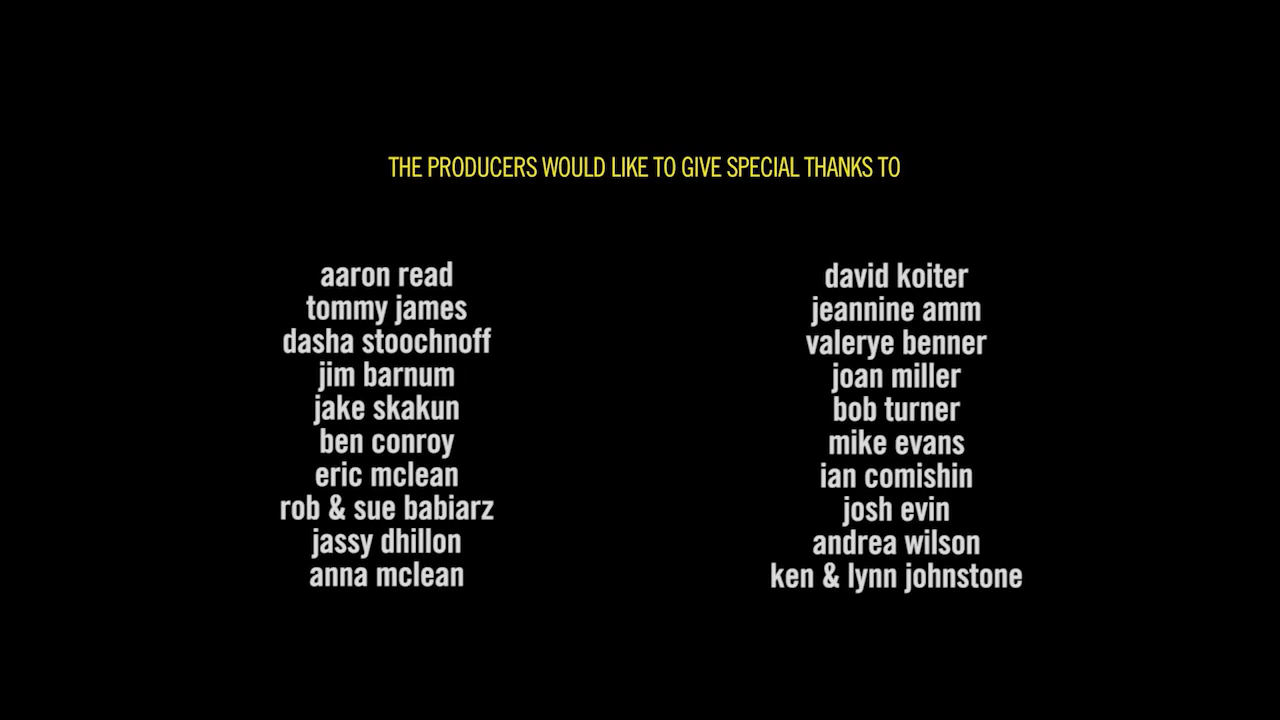 THE PRODUCERS WOULD LIKE TO GIVE SPECIAL THANKS TO
aaron read
tommy james
dasha stoochnoff
jim barnum
jake skakun
ben conroy
eric mclean
rob & sue babiarz
jassy dhillon
anna mclean
david koiter
jeannine amm
valerye benner
joan miller
bob turner
mike evans
ian comishin
josh evin
andrea wilson
ken & lynn johnstone